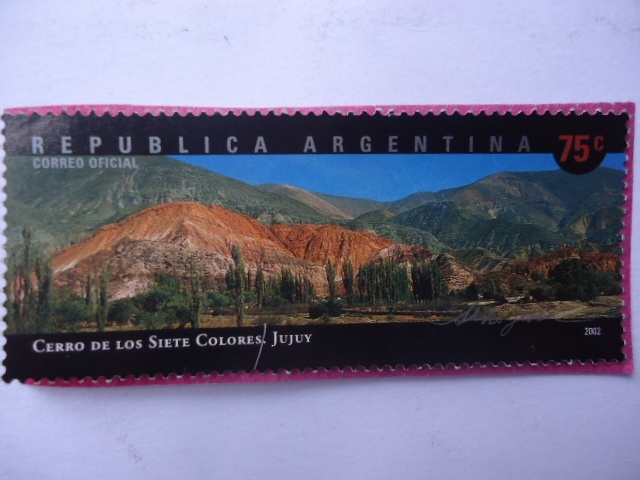 REPUBLICA ARGENTINA 75c
CORREO OFICIAL
CERRO DE LOS SIETE COLORES. JUJUY
2002